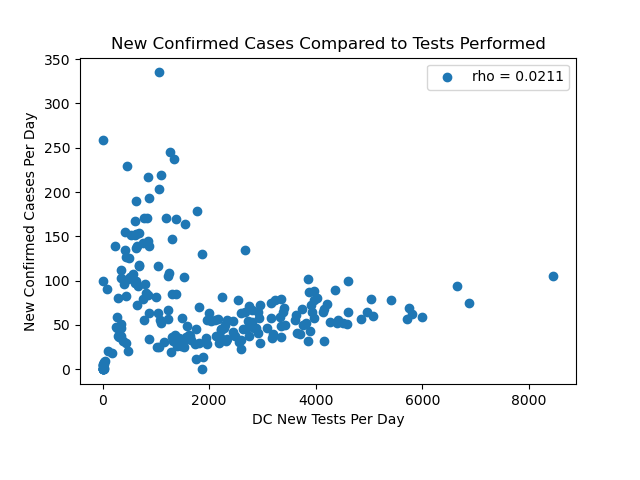 New Confirmed Cases Compared to Tests Performed
rho = 0.0211
New Confirmed Caeses Per Day
350
300
250
200
150
100
50
0
0 2000 4000 6000 8000
DC New Tests Per Day